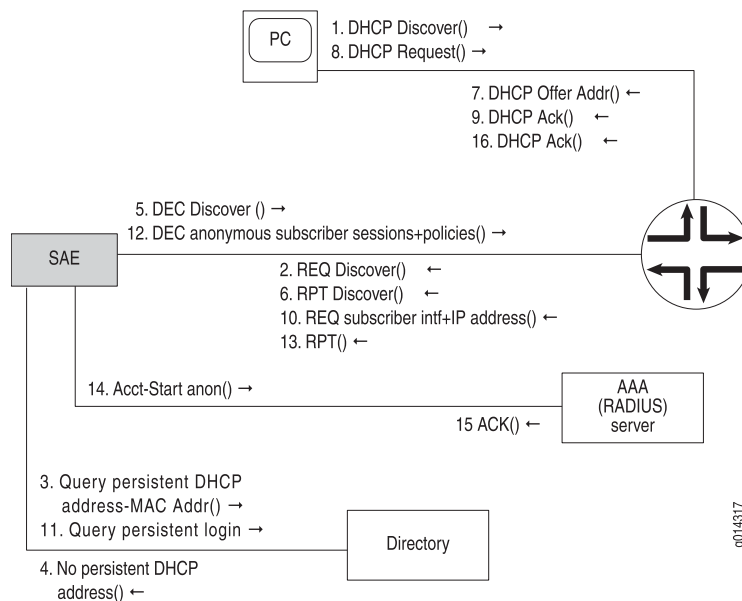 PC
1. DHCP Discover() →
8. DHCP Request() →
7. DHCP Offer Addr() ←
9. DHCP Ack() ←
16. DHCP Ack() ←
5. DEC Discover () →
12. DEC anonymous subscriber sessions+policies() →
SAE
2. REQ Discover() ←
6. RPT Discover() ←
10. REQ subscriber intf+IP address() ←
13. RPT() ←
14. Acct-Start anon() →
AAA
(RADIUS)
server
15 ACK() ←
3. Query persistent DHCP
address-MAC Addr() →
11. Query persistent login →
Directory
4. No persistent DHCP
address() ←
g014317